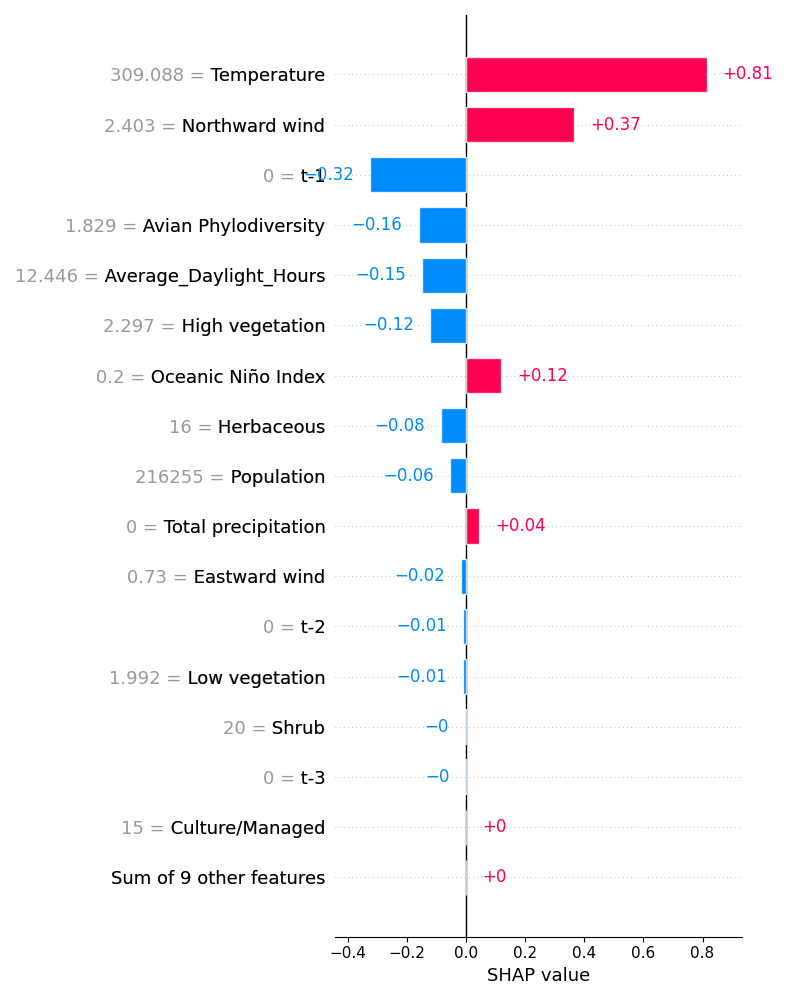 309.088 = Temperature +0.81
2.403 = Northward wind +0.37
0 = t-1 −0.32
1.829 = Avian Phylodiversity −0.16
12.446 = Average_Daylight_Hours −0.15
2.297 = High vegetation −0.12
0.2 = Oceanic Niño Index +0.12
16 = Herbaceous −0.08
216255 = Population −0.06
0 = Total precipitation +0.04
0.73 = Eastward wind −0.02
0 = t-2 −0.01
1.992 = Low vegetation −0.01
20 = Shrub −0
0 = t-3 −0
15 = Culture/Managed +0
Sum of 9 other features +0
−0.4 −0.2 0.0 0.2 0.4 0.6 0.8
SHAP value